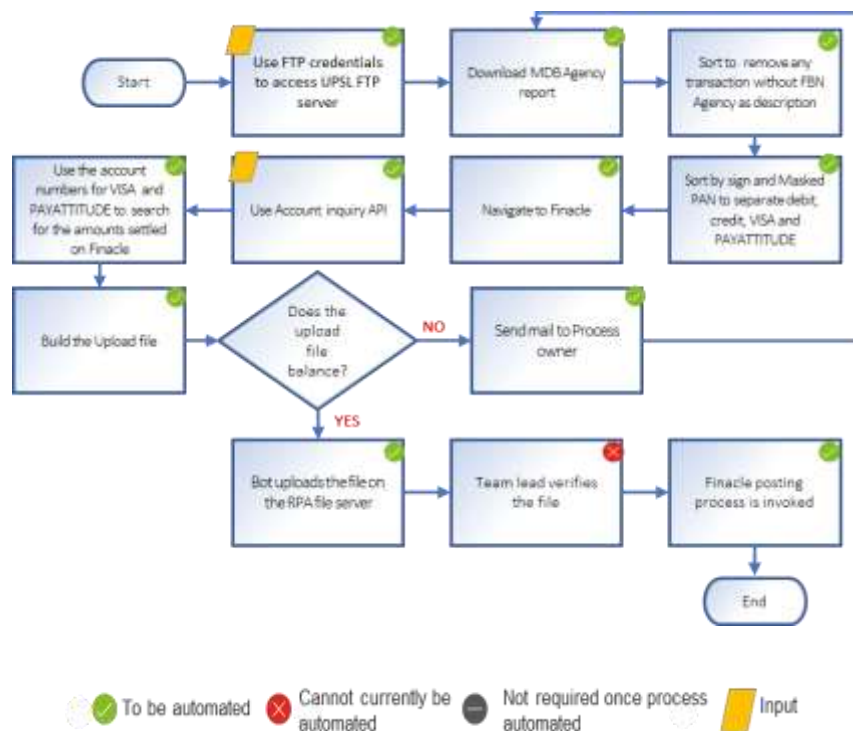 Start
Use FTP credentials
to access UPSL FTP
server
Download MDB Agency
report
Sort to remove any
transaction without FBN
Agency as description
Use the account
numbers for VISA and
PAYATTITUDE to search
for the amounts settled
on Finacle
Use Account inquiry API
Navigate to Finacle
Sort by sign and Masked
PAN to separate debit,
credit, VISA and
PAYATTITUDE
Build the Upload file
Does the
upload
file
balance?
NO
Send mail to Process
owner
YES
Bot uploads the file on
the RPA file server
Team lead verifies
the file
Finacle posting
process is invoked
End
To be automated
Cannot currently be
automated
Not required once process
automated
Input